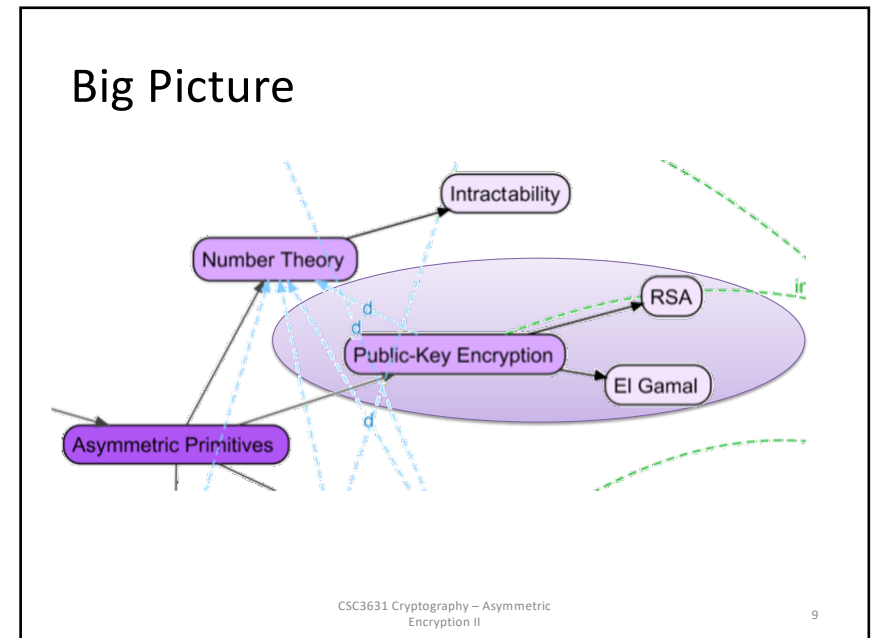 Big Picture
Intractability
Number Theory
RSA
in
d
d
Public-Key Encryption
El Gamal
d
Asymmetric Primitives
CSC3631 Cryptography – Asymmetric
Encryption II
9